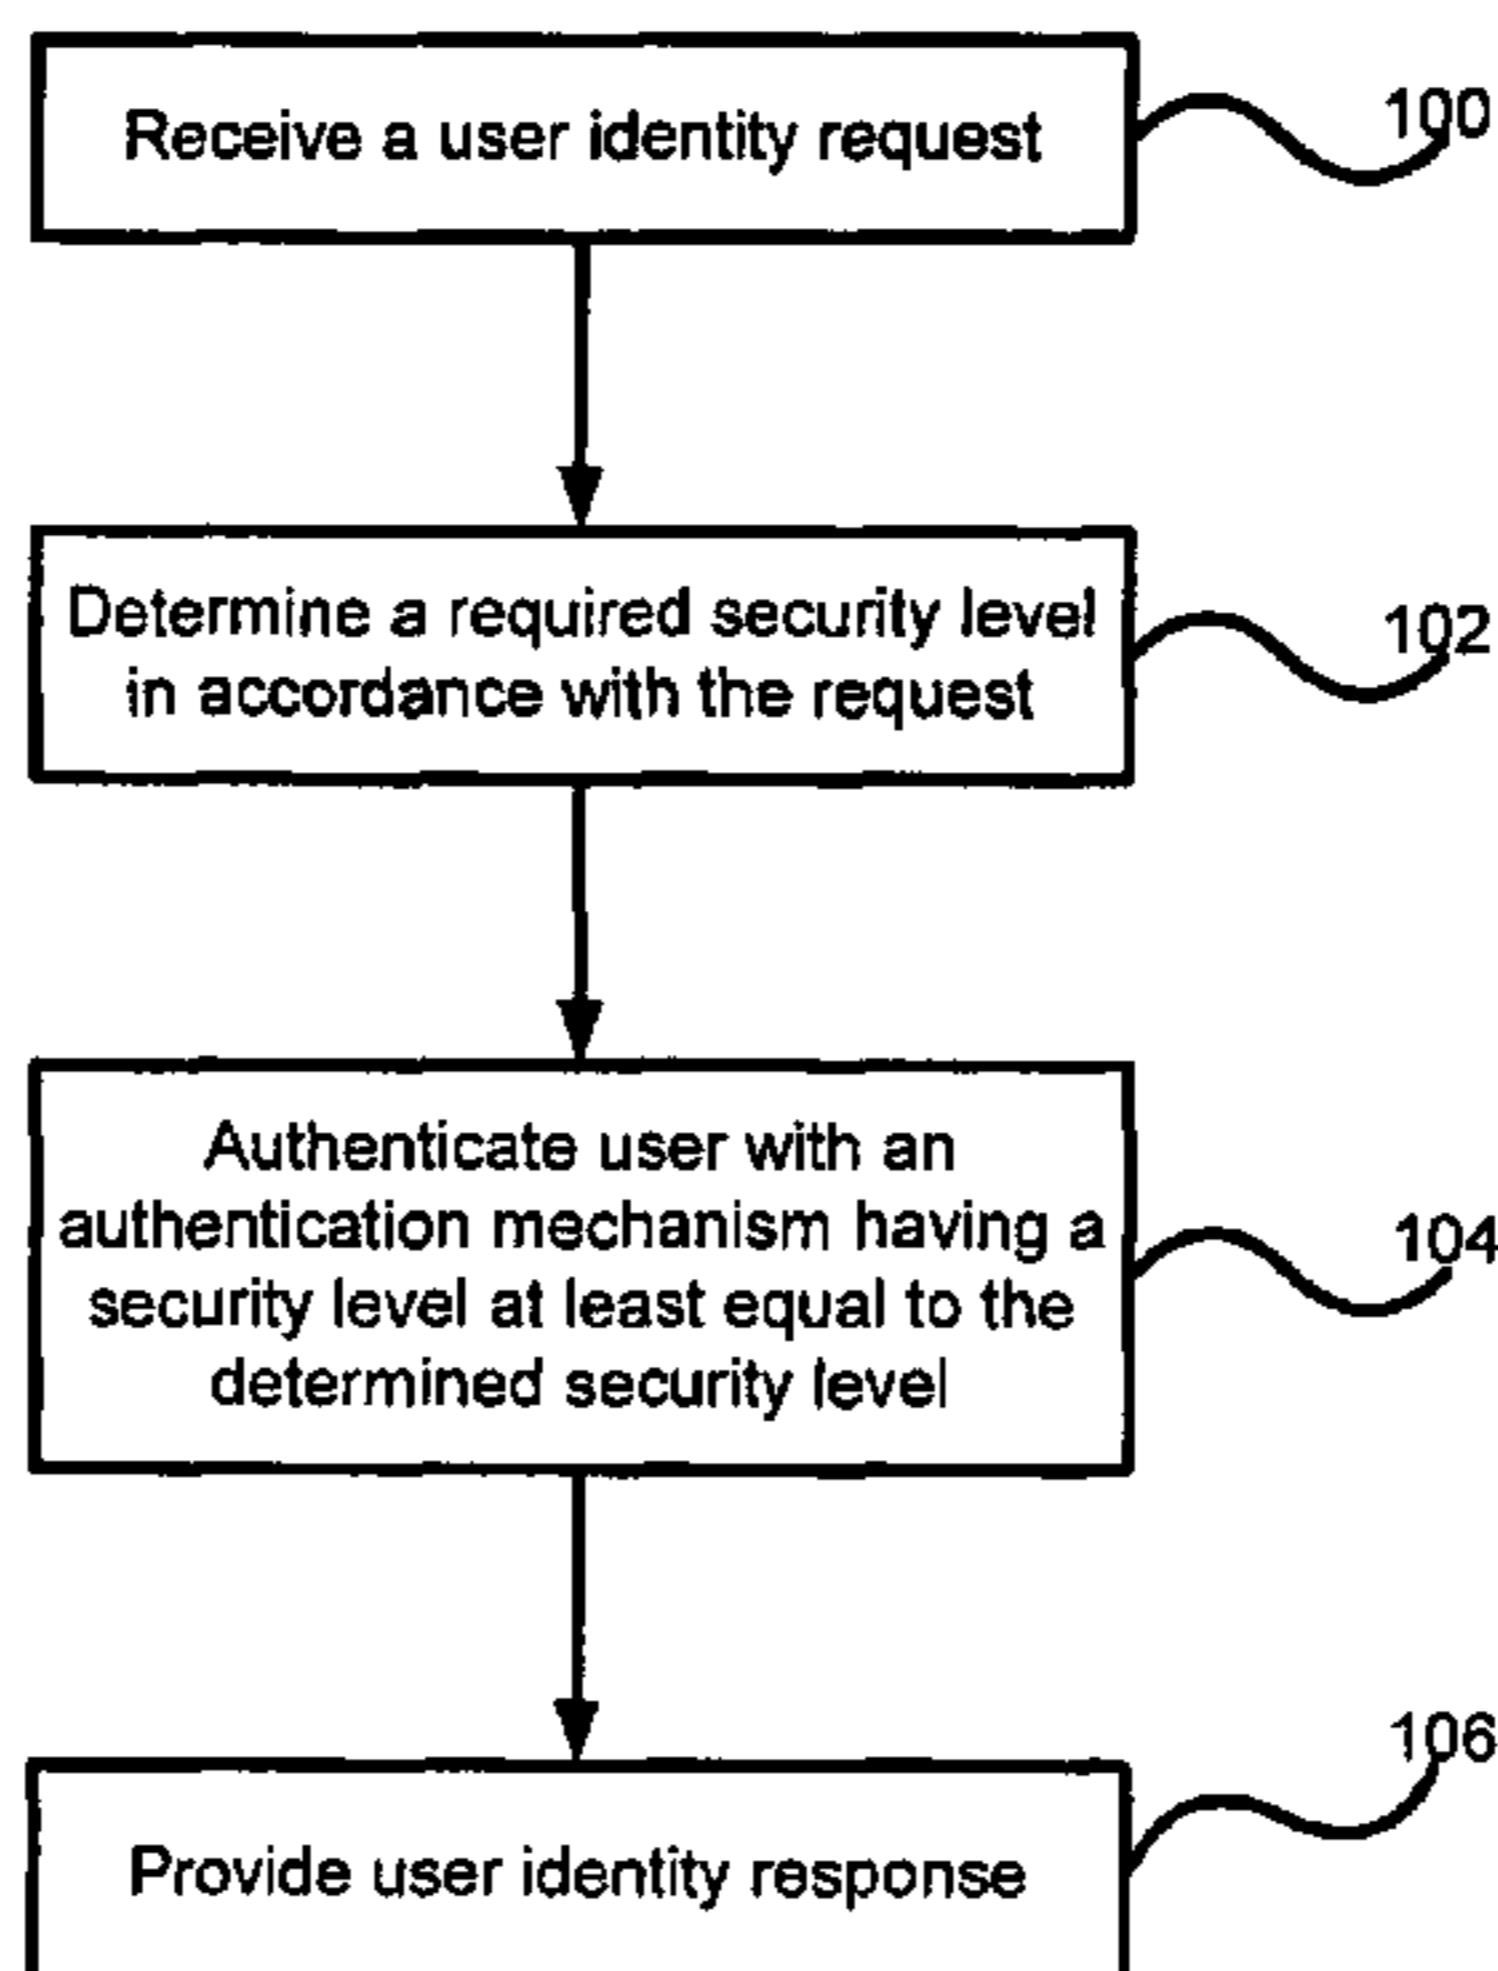 Receive a user identity request
100
Determine a required security level
in accordance with the request
102
Authenticate user with an
authentication mechanism having a
security level at least equal to the
determined security level
104
106
Provide user identity response